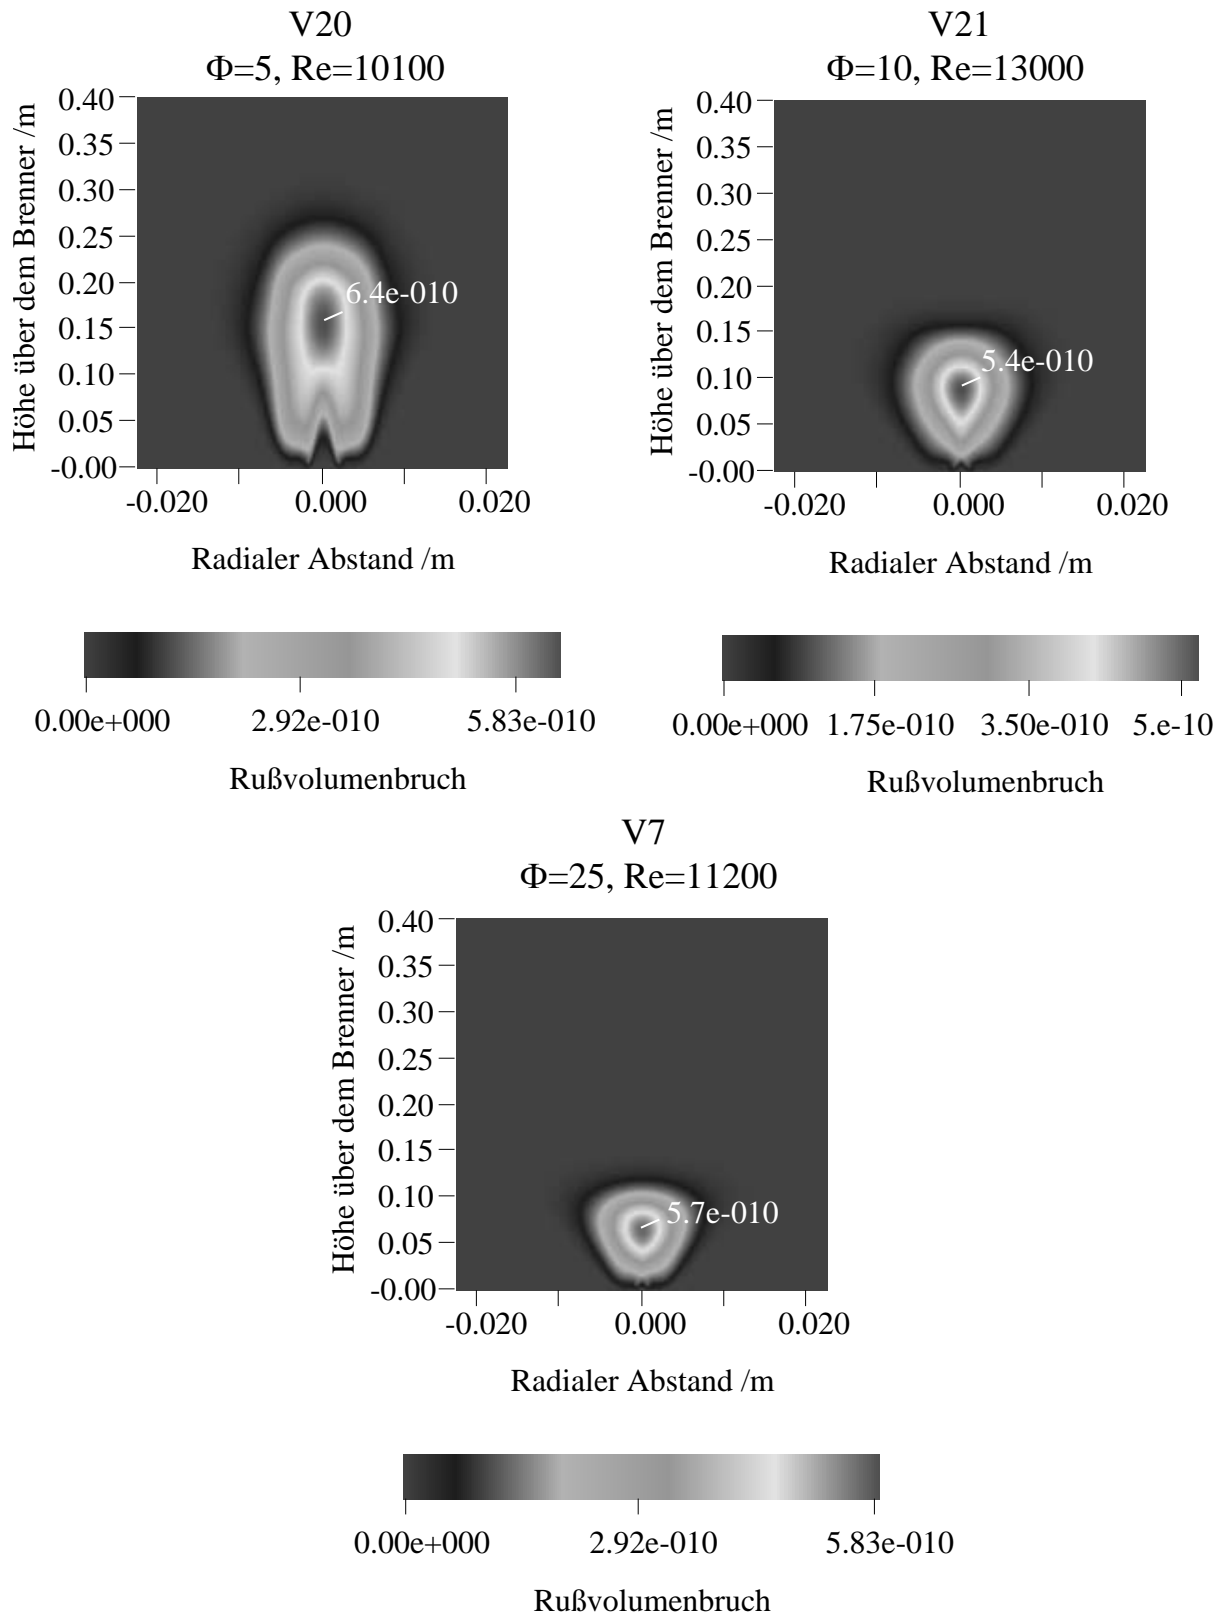 V20
Φ=5, Re=10100
Höhe über dem Brenner /m
0.40
0.35
0.30
0.25
0.20
0.15
0.10
0.05
-0.00
6.4e-010
-0.020
0.000
0.020
Radialer Abstand /m
0.00e+000
2.92e-010
5.83e-010
Rußvolumenbruch
V21
Φ=10, Re=13000
Höhe über dem Brenner /m
0.40
0.35
0.30
0.25
0.20
0.15
0.10
0.05
-0.00
5.4e-010
-0.020
0.000
0.020
Radialer Abstand /m
0.00e+000
1.75e-010
3.50e-010
5.e-10
Rußvolumenbruch
V7
Φ=25, Re=11200
Höhe über dem Brenner /m
0.40
0.35
0.30
0.25
0.20
0.15
0.10
0.05
-0.00
5.7e-010
-0.020
0.000
0.020
Radialer Abstand /m
0.00e+000
2.92e-010
5.83e-010
Rußvolumenbruch